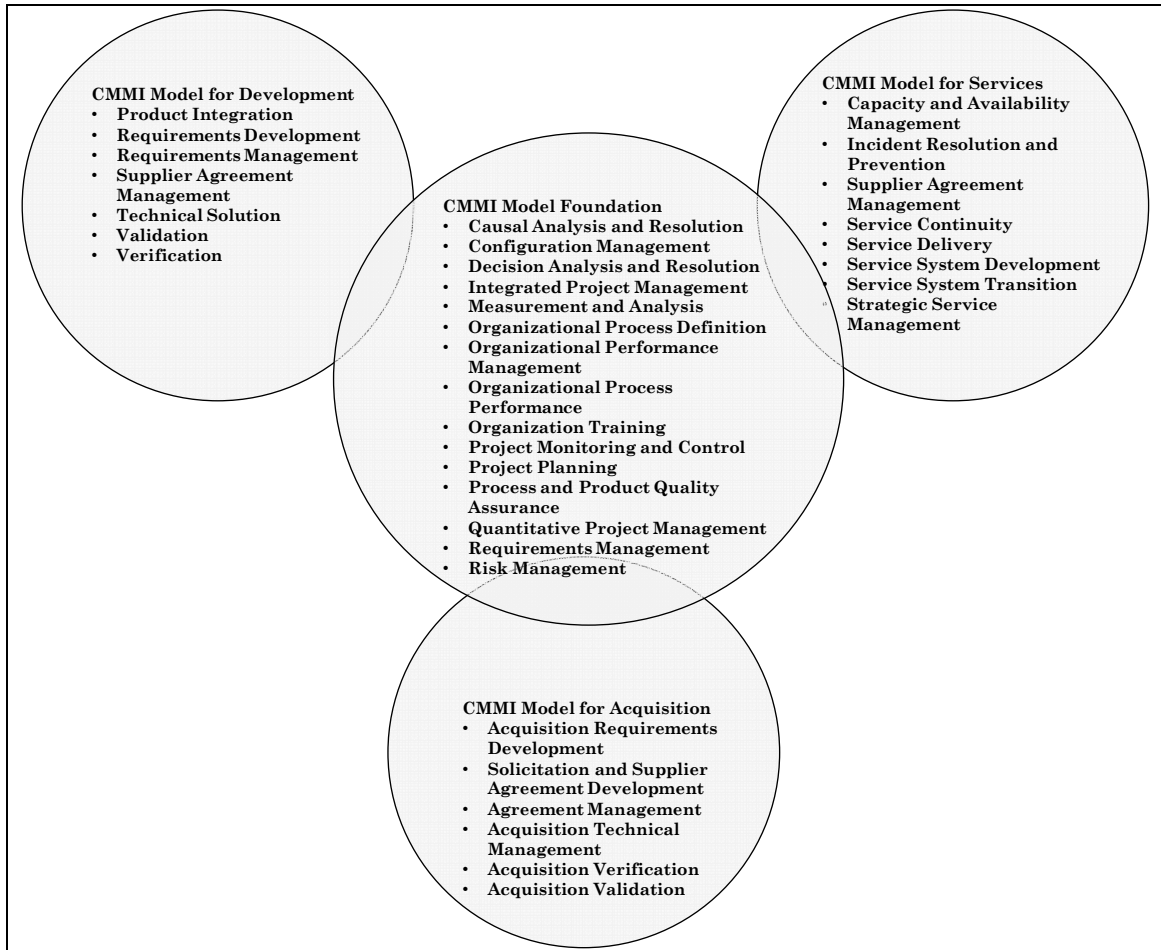 CMMI Model for Development
• Product Integration
• Requirements Development
• Requirements Management
• Supplier Agreement
Management
• Technical Solution
• Validation
• Verification
CMMI Model for Services
• Capacity and Availability
Management
• Incident Resolution and
Prevention
• Supplier Agreement
Management
• Service Continuity
• Service Delivery
• Service System Development
• Service System Transition
• Strategic Service
Management
CMMI Model Foundation
• Causal Analysis and Resolution
• Configuration Management
• Decision Analysis and Resolution
• Integrated Project Management
• Measurement and Analysis
• Organizational Process Definition
• Organizational Performance
Management
• Organizational Process
Performance
• Organization Training
• Project Monitoring and Control
• Project Planning
• Process and Product Quality
Assurance
• Quantitative Project Management
• Requirements Management
• Risk Management
CMMI Model for Acquisition
• Acquisition Requirements
Development
• Solicitation and Supplier
Agreement Development
• Agreement Management
• Acquisition Technical
Management
• Acquisition Verification
• Acquisition Validation